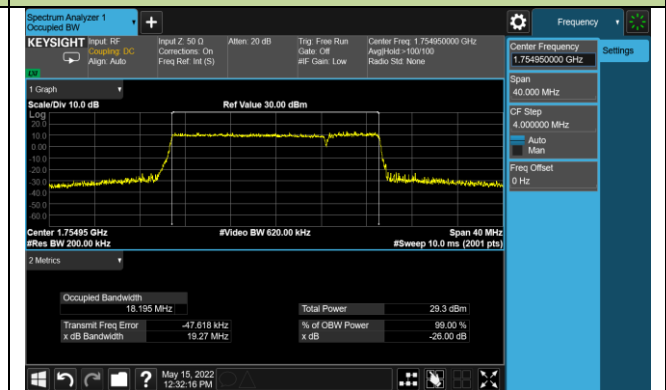 Spectrum Analyzer 1
Occupied BW
Frequency
KEYSIGHT
Input: RF
Coupling: DC
Align: Auto
Input Z: 50 Ω
Corrections: On
Freq Ref: Int (S)
Atten: 20 dB
Trig: Free Run
Gate: Off
#IF Gain: Low
Center Freq: 1.754950000 GHz
Avg|Hold:>100/100
Radio Std: None
Center Frequency
1.754950000 GHz
Settings
Span
40.000 MHz
CF Step
4.000000 MHz
Auto
Man
Freq Offset
0 Hz
1 Graph
Scale/Div 10.0 dB
Ref Value 30.00 dBm
Log
20.0
10.0
0.00
-10.0
-20.0
-30.0
-40.0
-50.0
-60.0
Center 1.75495 GHz
#Video BW 620.00 kHz
Span 40 MHz
#Res BW 200.00 kHz
#Sweep 10.0 ms (2001 pts)
2 Metrics
Occupied Bandwidth
18.195 MHz
Total Power
29.3 dBm
Transmit Freq Error
-47.618 kHz
% of OBW Power
99.00 %
x dB Bandwidth
19.27 MHz
x dB
-26.00 dB
May 15, 2022
12:32:16 PM